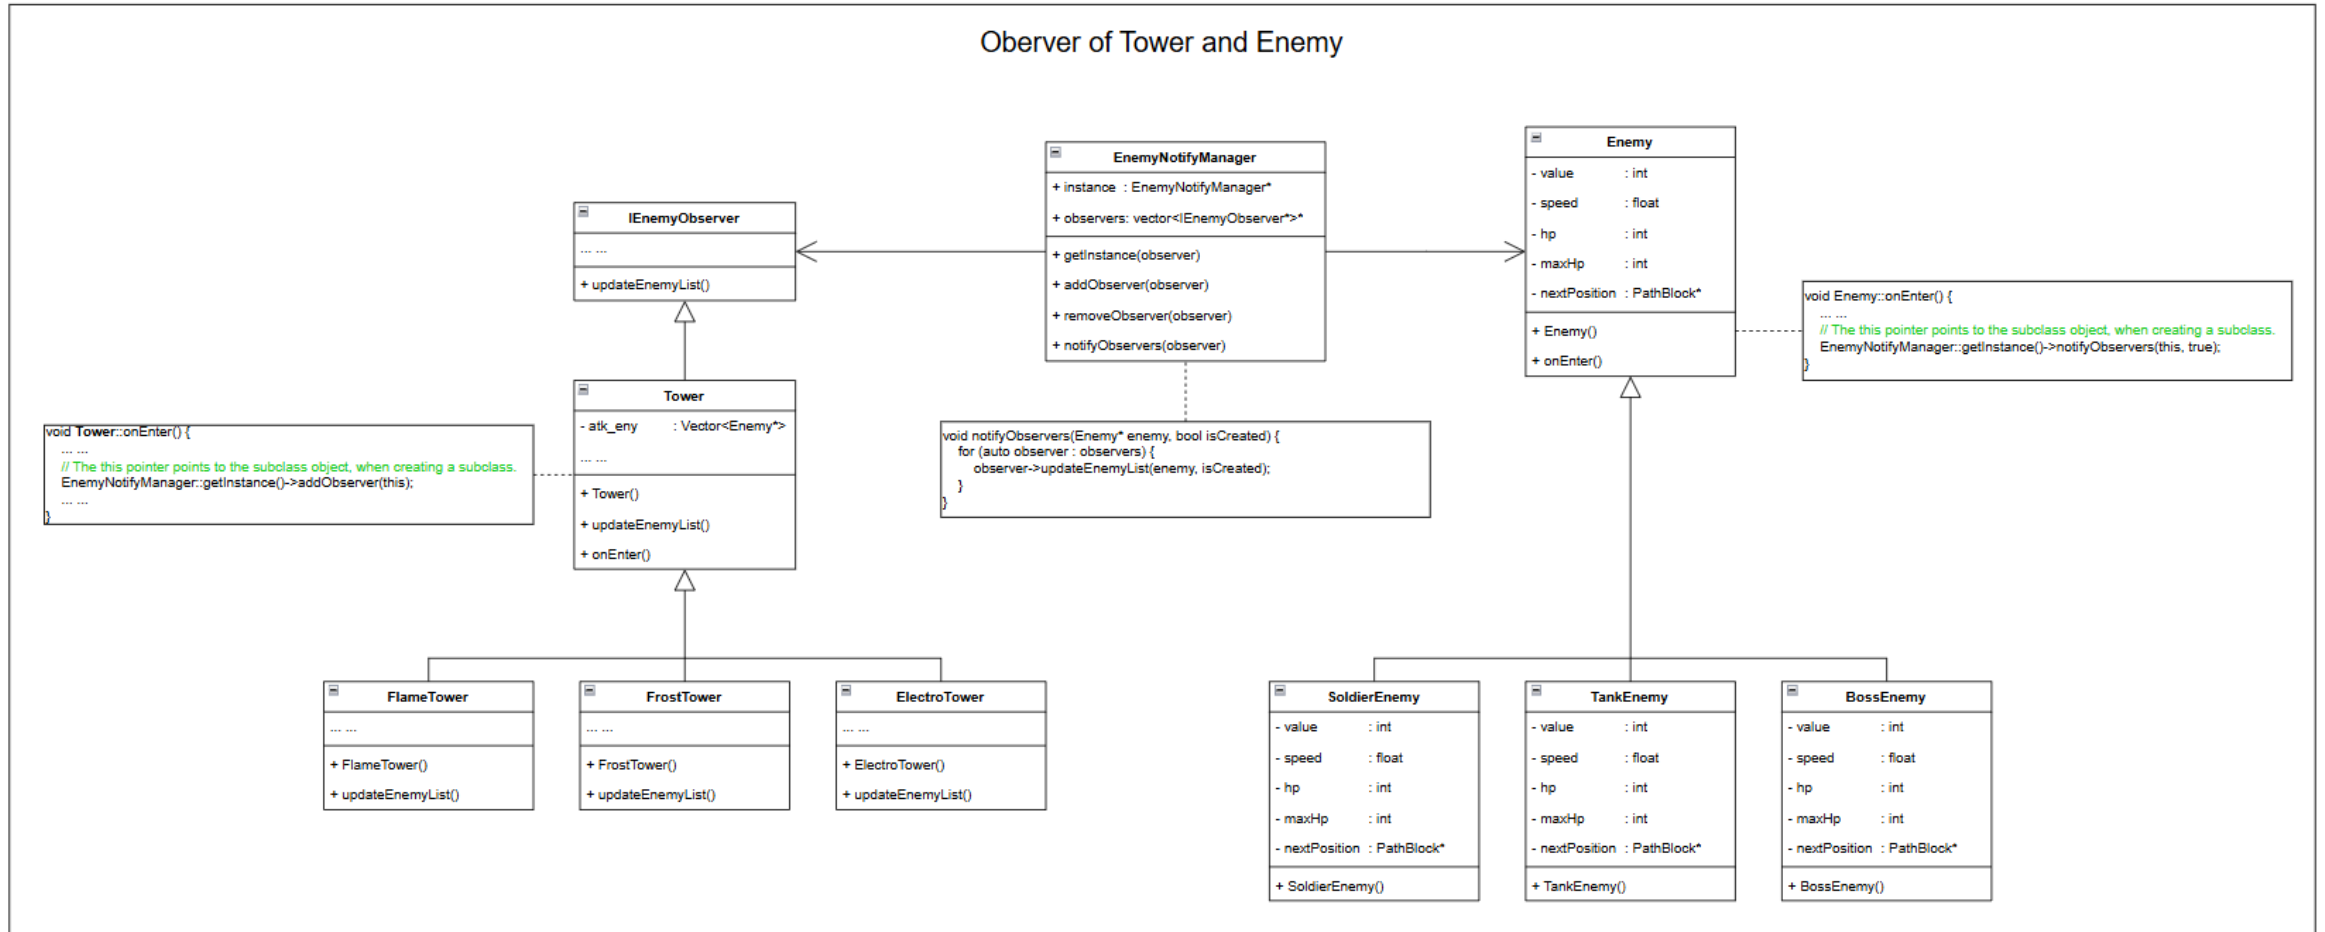 Oberver of Tower and Enemy
IEnemyObserver
... ...
+ updateEnemyList()
EnemyNotifyManager
+ instance : EnemyNotifyManager*
+ observers: vector<IEnemyObserver*>*
+ getInstance(observer)
+ addObserver(observer)
+ removeObserver(observer)
+ notifyObservers(observer)
Enemy
- value : int
- speed : float
- hp : int
- maxHp : int
- nextPosition : PathBlock*
+ Enemy()
+ onEnter()
void Enemy::onEnter() {
... ...
// The this pointer points to the subclass object, when creating a subclass.
EnemyNotifyManager::getInstance()->notifyObservers(this, true);
}
void Tower::onEnter() {
... ...
// The this pointer points to the subclass object, when creating a subclass.
EnemyNotifyManager::getInstance()->addObserver(this);
... ...
}
Tower
- atk_eny : Vector<Enemy*>
... ...
+ Tower()
+ updateEnemyList()
+ onEnter()
void notifyObservers(Enemy* enemy, bool isCreated) {
for (auto observer : observers) {
observer->updateEnemyList(enemy, isCreated);
}
}
FlameTower
... ...
+ FlameTower()
+ updateEnemyList()
FrostTower
... ...
+ FrostTower()
+ updateEnemyList()
ElectroTower
... ...
+ ElectroTower()
+ updateEnemyList()
SoldierEnemy
- value : int
- speed : float
- hp : int
- maxHp : int
- nextPosition : PathBlock*
+ SoldierEnemy()
TankEnemy
- value : int
- speed : float
- hp : int
- maxHp : int
- nextPosition : PathBlock*
+ TankEnemy()
BossEnemy
- value : int
- speed : float
- hp : int
- maxHp : int
- nextPosition : PathBlock*
+ BossEnemy()